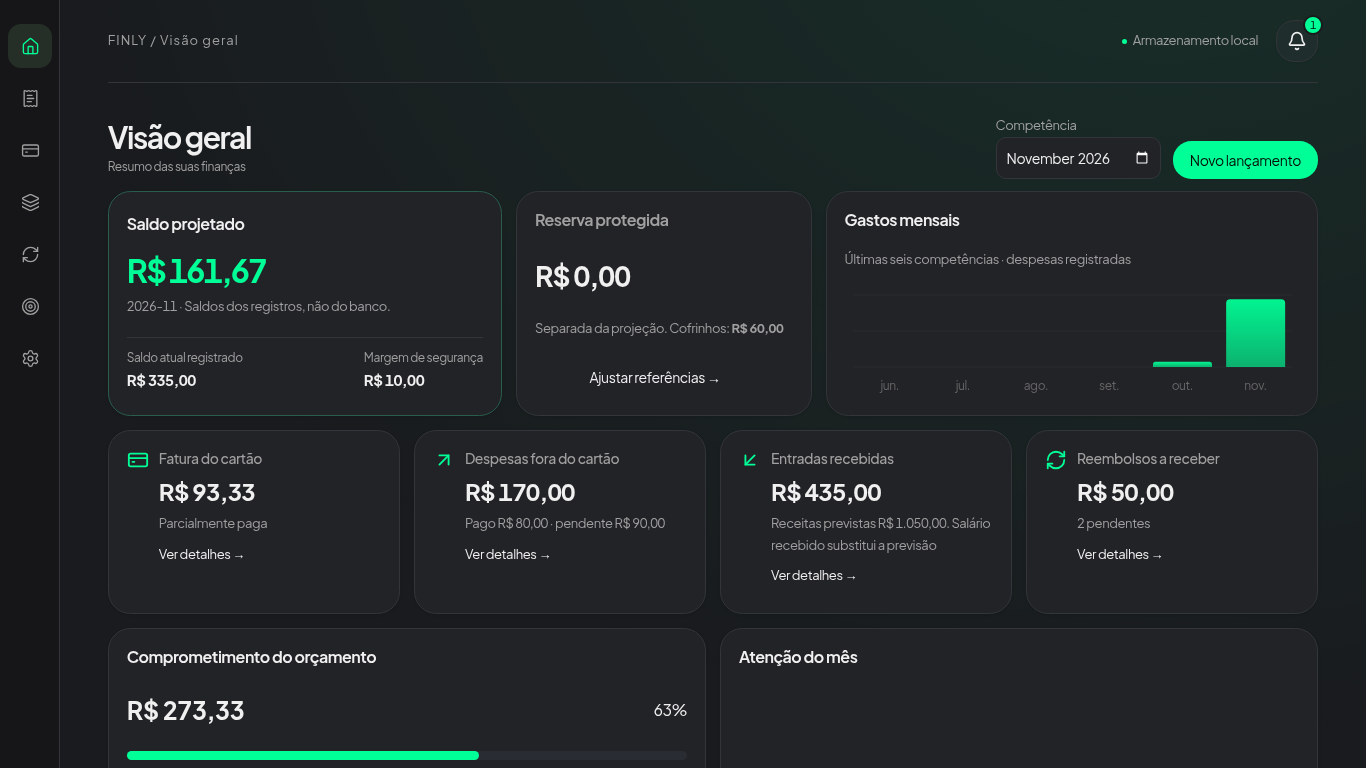 FINLY / Visão geral
Armazenamento local
1
Visão geral
Resumo das suas finanças
Competência
November 2026
Novo lançamento
Saldo projetado
R$ 161,67
2026-11 · Saldos dos registros, não do banco.
Saldo atual registrado
R$ 335,00
Margem de segurança
R$ 10,00
Reserva protegida
R$ 0,00
Separada da projeção. Cofrinhos: R$ 60,00
Ajustar referências →
Gastos mensais
Últimas seis competências · despesas registradas
jun. jul. ago. set. out. nov.
Fatura do cartão
R$ 93,33
Parcialmente paga
Ver detalhes →
Despesas fora do cartão
R$ 170,00
Pago R$ 80,00 · pendente R$ 90,00
Ver detalhes →
Entradas recebidas
R$ 435,00
Receitas previstas R$ 1.050,00. Salário
recebido substitui a previsão
Ver detalhes →
Reembolsos a receber
R$ 50,00
2 pendentes
Ver detalhes →
Comprometimento do orçamento
R$ 273,33
63%
Atenção do mês